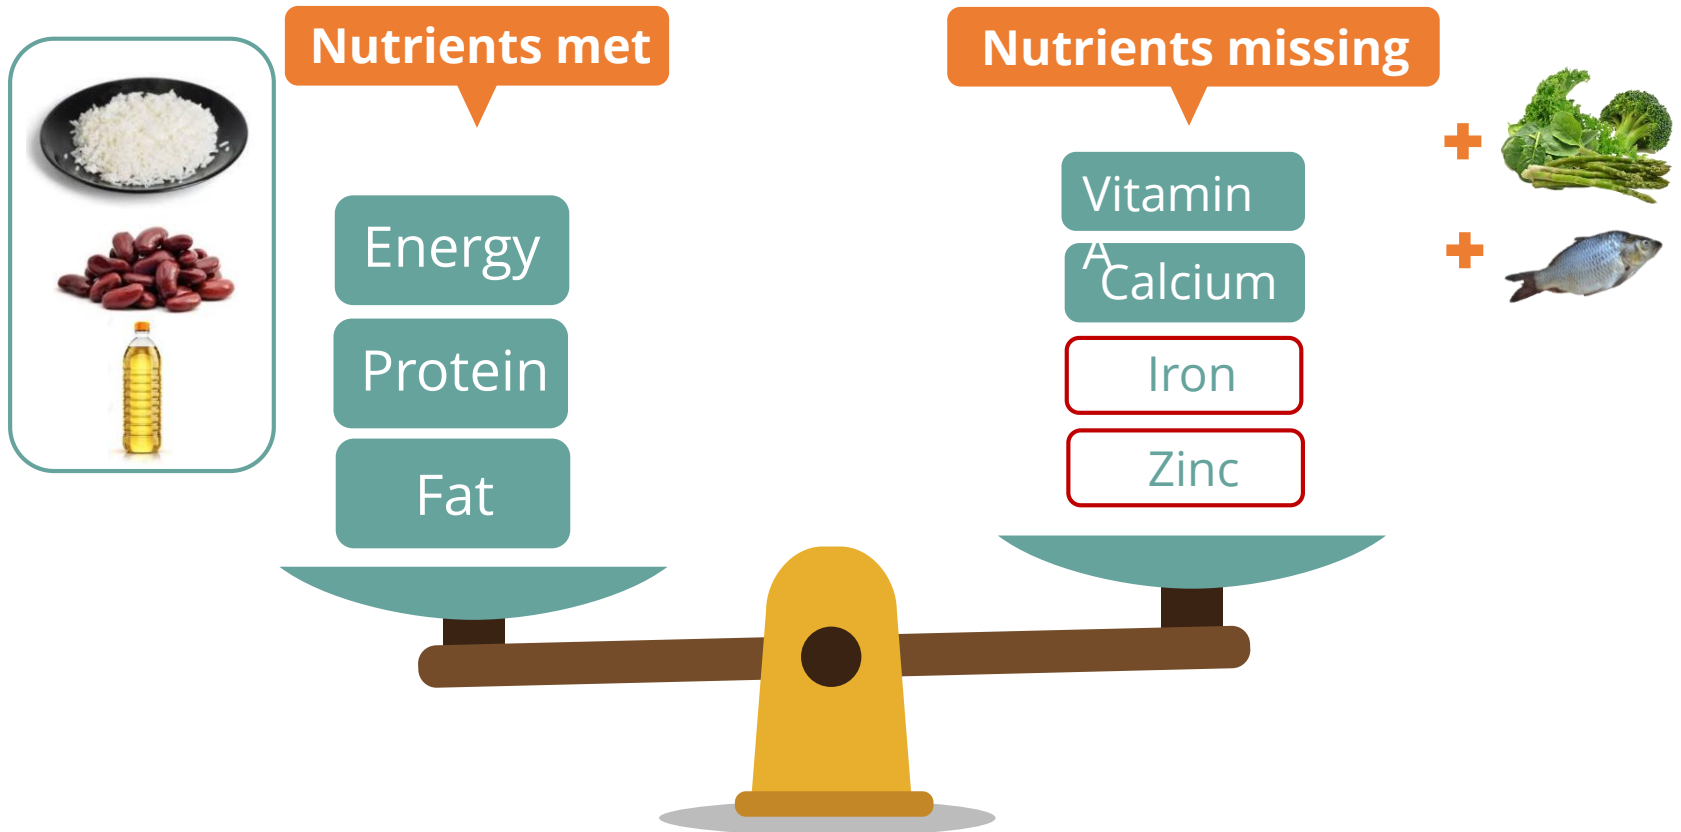 Nutrients met
Nutrients missing
Energy
Protein
Fat
Vitamin
A
Calcium
Iron
Zinc